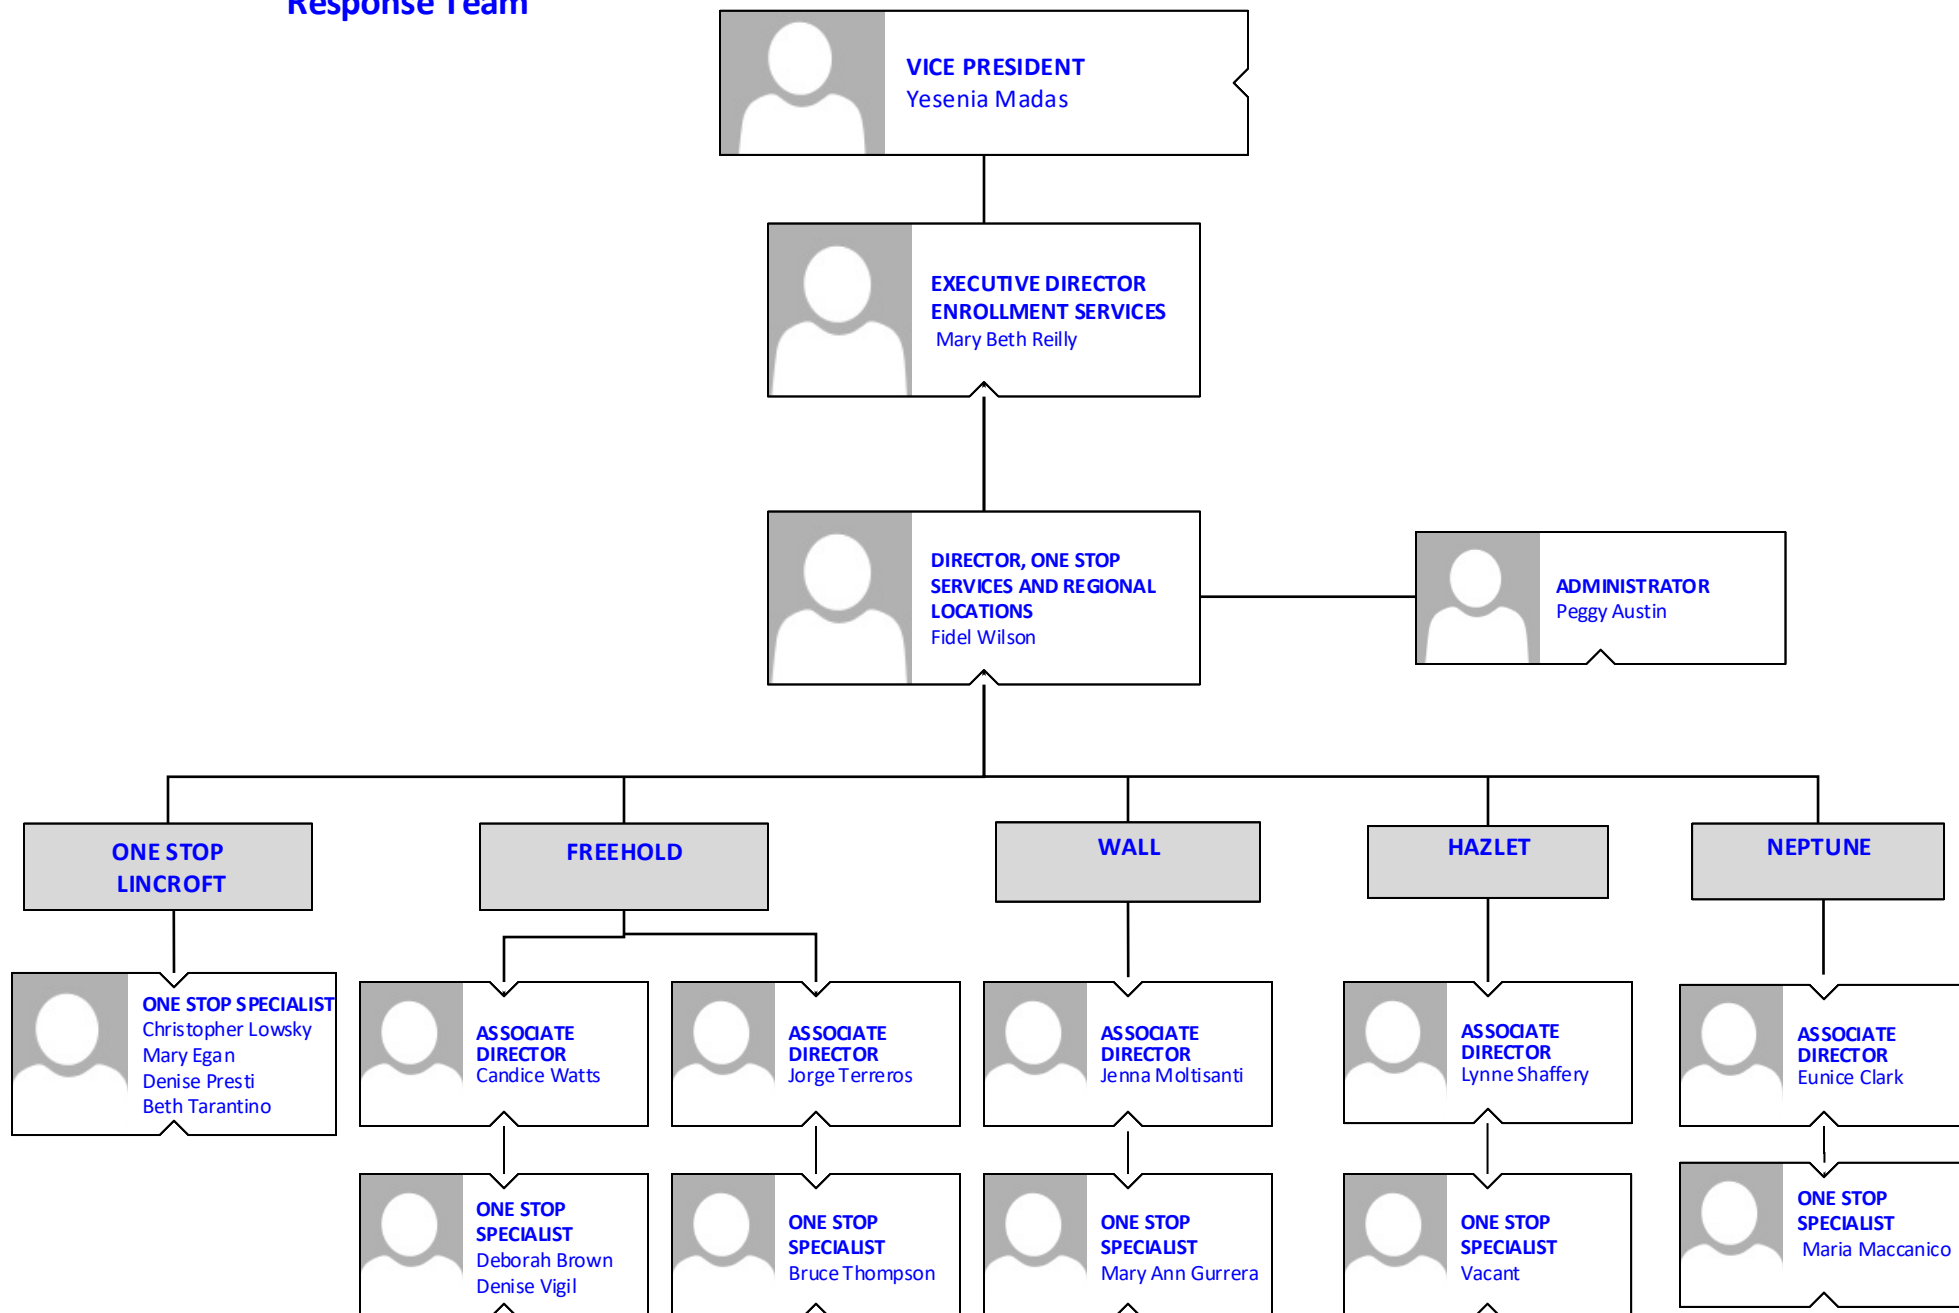 Response Team
VICE PRESIDENT
Yesenia Madas
EXECUTIVE DIRECTOR
ENROLLMENT SERVICES
Mary Beth Reilly
DIRECTOR, ONE STOP
SERVICES AND REGIONAL
LOCATIONS
Fidel Wilson
ADMINISTRATOR
Peggy Austin
ONE STOP
LINCROFT
FREEHOLD
WALL
HAZLET
NEPTUNE
ONE STOP SPECIALIST
Christopher Lowsky
Mary Egan
Denise Presti
Beth Tarantino
ASSOCIATE
DIRECTOR
Candice Watts
ASSOCIATE
DIRECTOR
Jorge Terreros
ASSOCIATE
DIRECTOR
Jenna Moltisanti
ASSOCIATE
DIRECTOR
Lynne Shaffery
ASSOCIATE
DIRECTOR
Eunice Clark
ONE STOP
SPECIALIST
Deborah Brown
Denise Vigil
ONE STOP
SPECIALIST
Bruce Thompson
ONE STOP
SPECIALIST
Mary Ann Gurrera
ONE STOP
SPECIALIST
Vacant
ONE STOP
SPECIALIST
Maria Maccanico